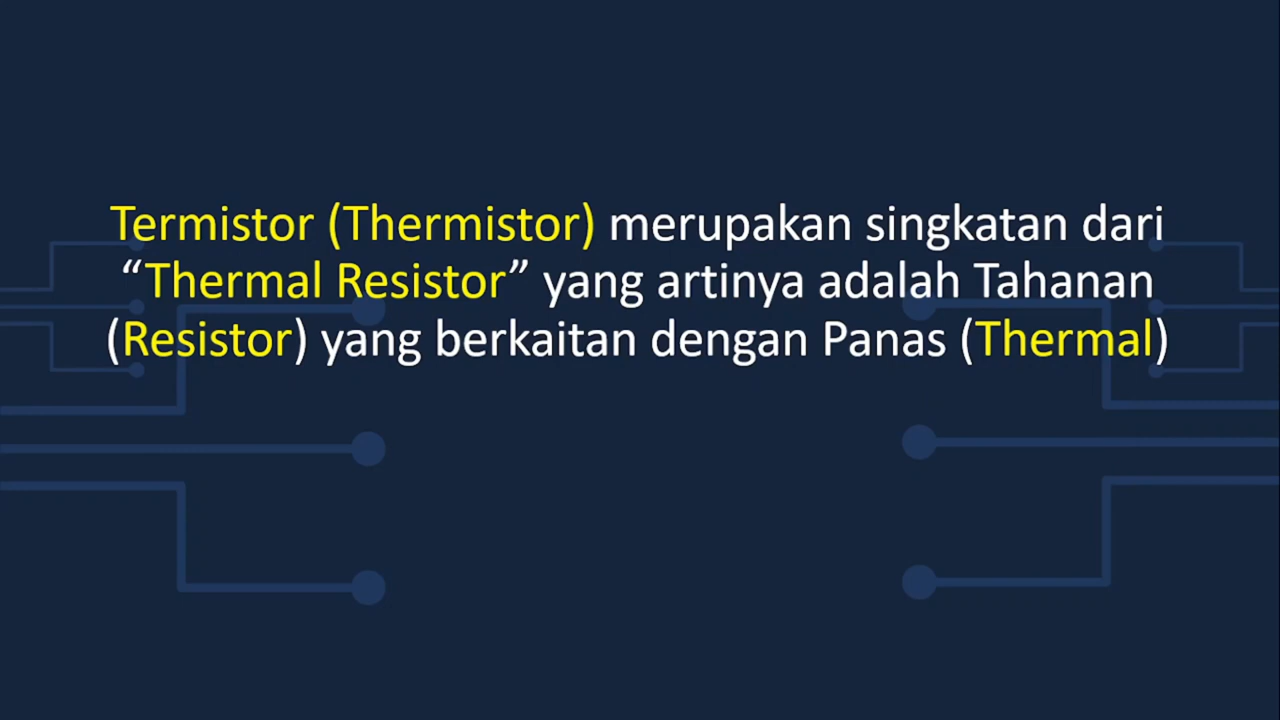 Termistor (Thermistor) merupakan singkatan dari
“Thermal Resistor” yang artinya adalah Tahanan
(Resistor) yang berkaitan dengan Panas (Thermal)